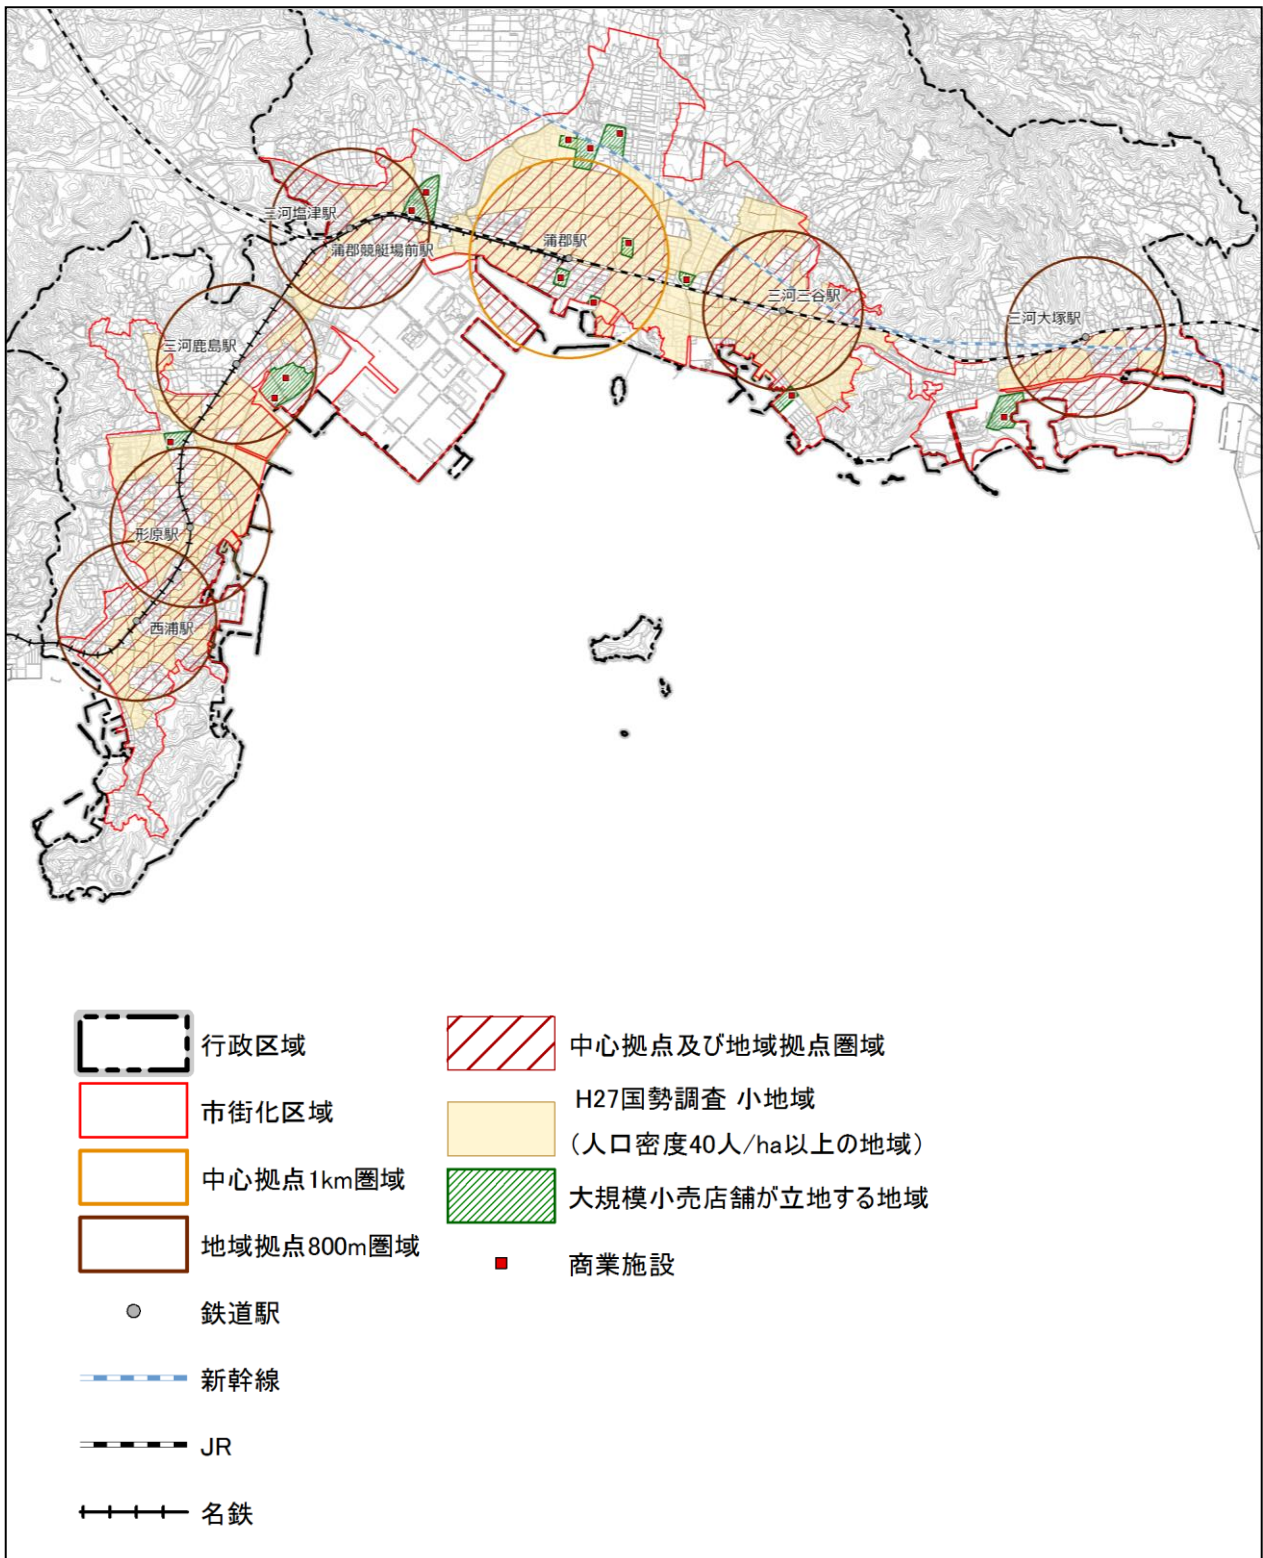 三河塩津駅
蒲郡競艇場前駅
蒲郡駅
三河三谷駅
三河大塚駅
三河鹿島駅
形原駅
西浦駅
行政区域
市街化区域
中心拠点1km圏域
地域拠点800m圏域
鉄道駅
新幹線
JR
名鉄
中心拠点及び地域拠点圏域
H27国勢調査 小地域
（人口密度40人/ha以上の地域）
大規模小売店舗が立地する地域
商業施設